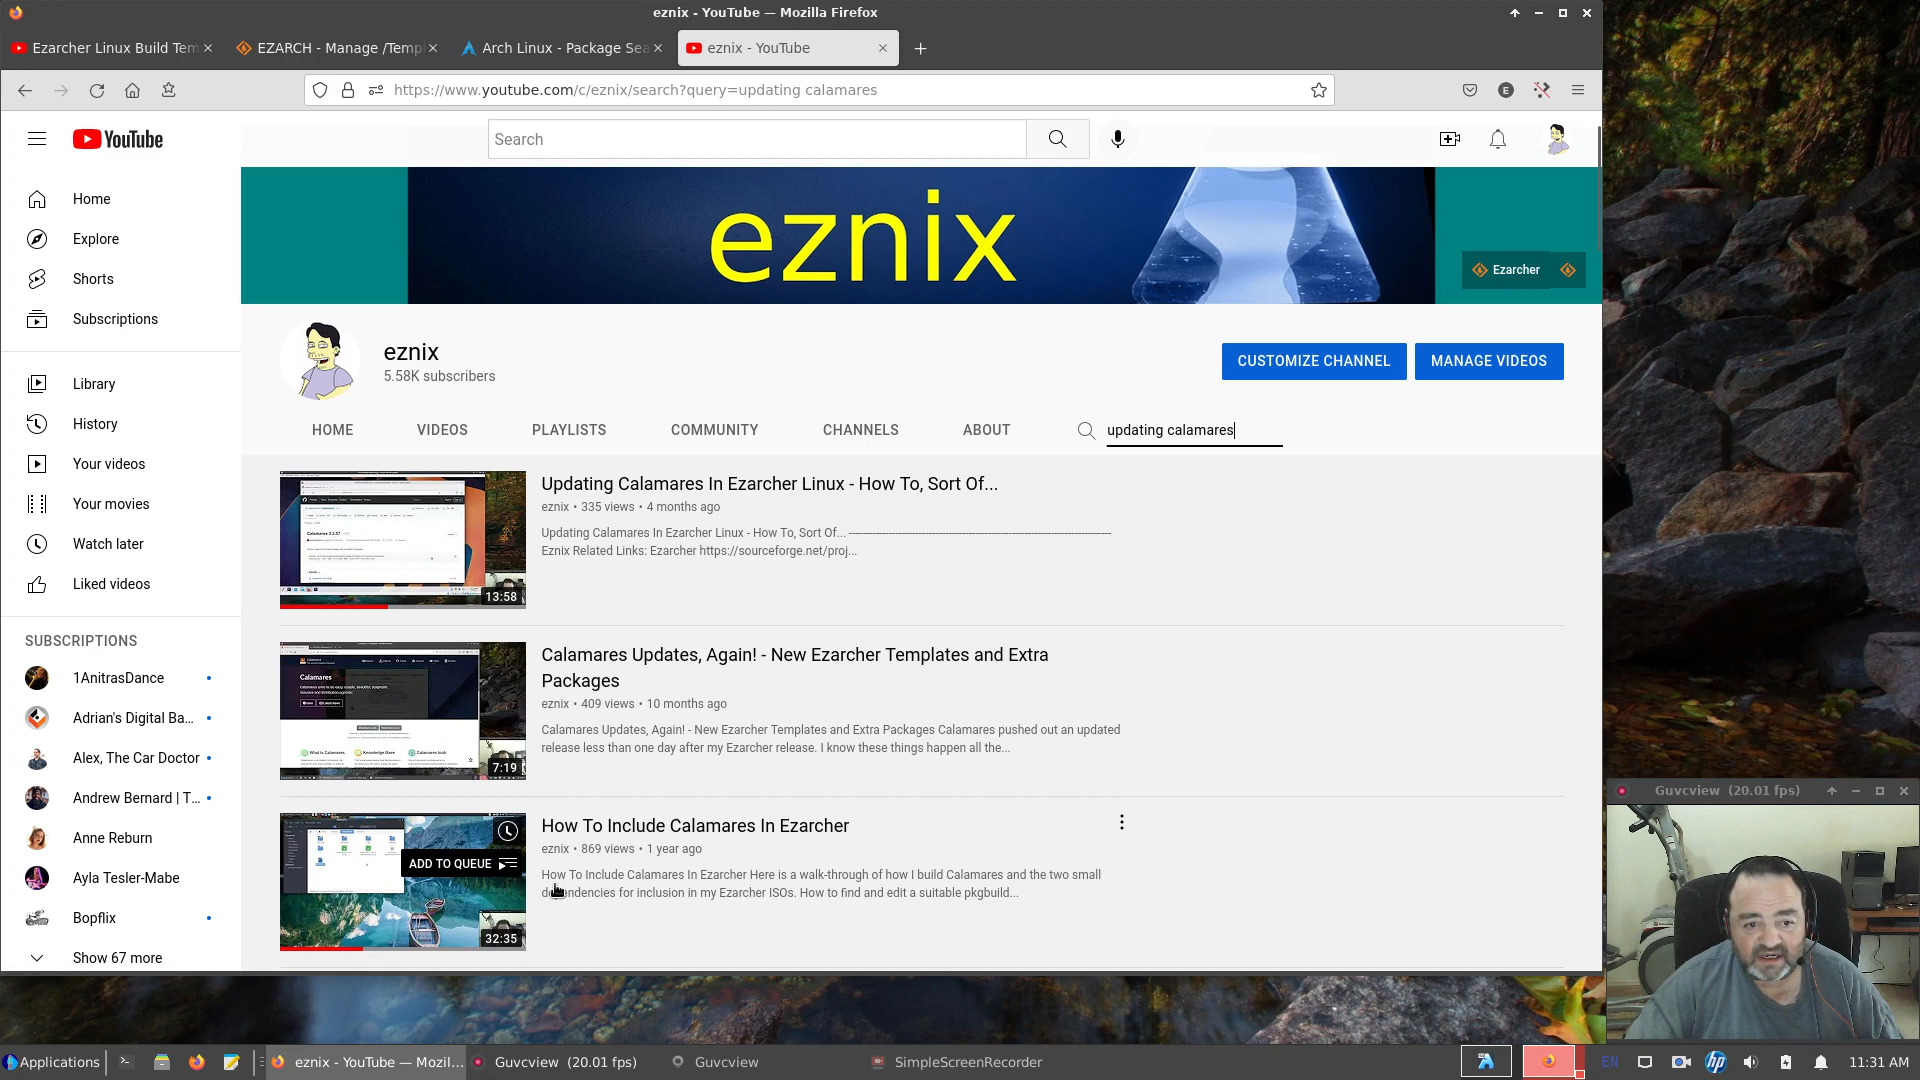 eznix - YouTube — Mozilla Firefox
Ezarcher Linux Build Tem
EZARCH - Manage /Templ
Arch Linux - Package Sea
eznix - YouTube
https://www.youtube.com/c/eznix/search?query=updating calamares
E
YouTube
Search
Home
Explore
Shorts
Subscriptions
Library
History
Your videos
Your movies
Watch later
Liked videos
SUBSCRIPTIONS
1AnitrasDance
Adrian's Digital Ba...
Alex, The Car Doctor
Andrew Bernard | T...
Anne Reburn
Ayla Tesler-Mabe
Bopflix
Show 67 more
eznix
Ezarcher
eznix
5.58K subscribers
CUSTOMIZE CHANNEL
MANAGE VIDEOS
HOME
VIDEOS
PLAYLISTS
COMMUNITY
CHANNELS
ABOUT
updating calamares
13:58
Updating Calamares In Ezarcher Linux - How To, Sort Of...
eznix • 335 views • 4 months ago
Updating Calamares In Ezarcher Linux - How To, Sort Of... -------------------------------------------------------------------------------
Eznix Related Links: Ezarcher https://sourceforge.net/proj...
Calamares
7:19
Calamares Updates, Again! - New Ezarcher Templates and Extra
Packages
eznix • 409 views • 10 months ago
Calamares Updates, Again! - New Ezarcher Templates and Extra Packages Calamares pushed out an updated
release less than one day after my Ezarcher release. I know these things happen all the...
ADD TO QUEUE
32:35
How To Include Calamares In Ezarcher
eznix • 869 views • 1 year ago
How To Include Calamares In Ezarcher Here is a walk-through of how I build Calamares and the two small
dependencies for inclusion in my Ezarcher ISOs. How to find and edit a suitable pkgbuild...
Guvcview (20.01 fps)
Applications
eznix - YouTube — Mozil...
Guvcview (20.01 fps)
Guvcview
SimpleScreenRecorder
EN
hp
11:31 AM